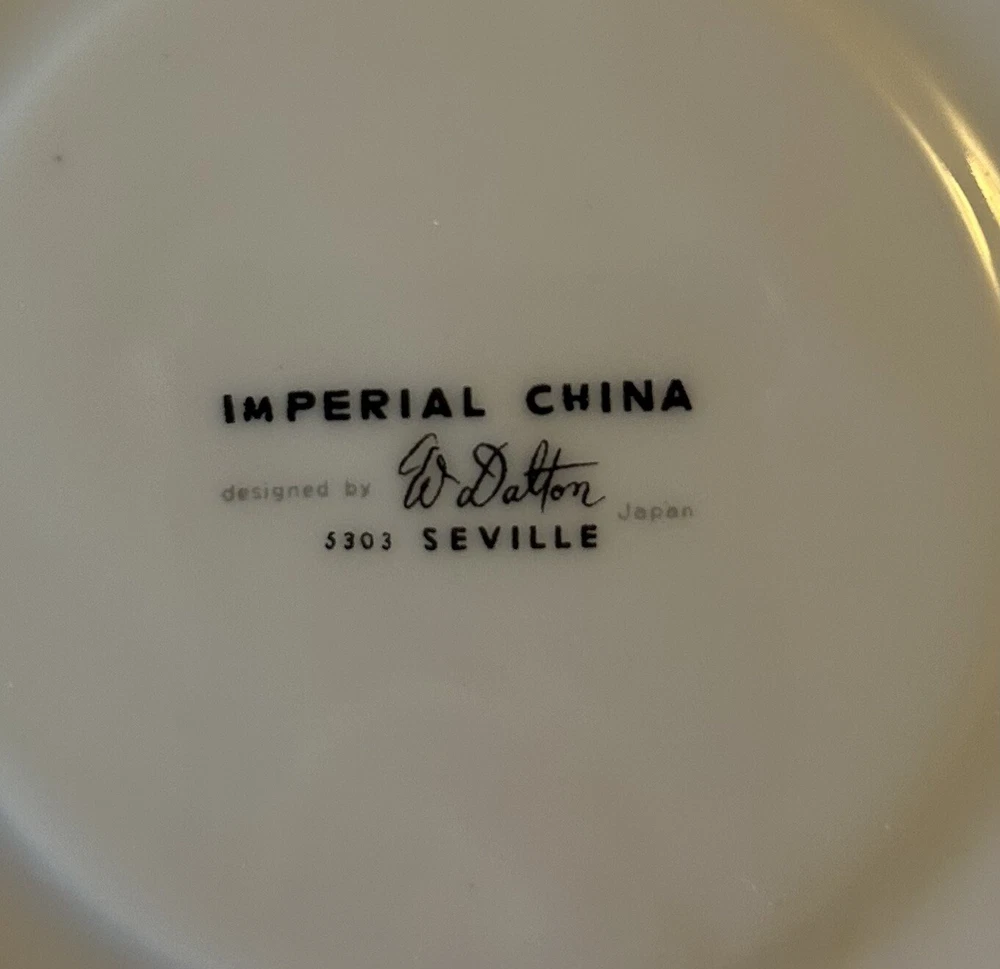 IMPERIAL CHINA
designed by W Dalton Japan
5303 SEVILLE